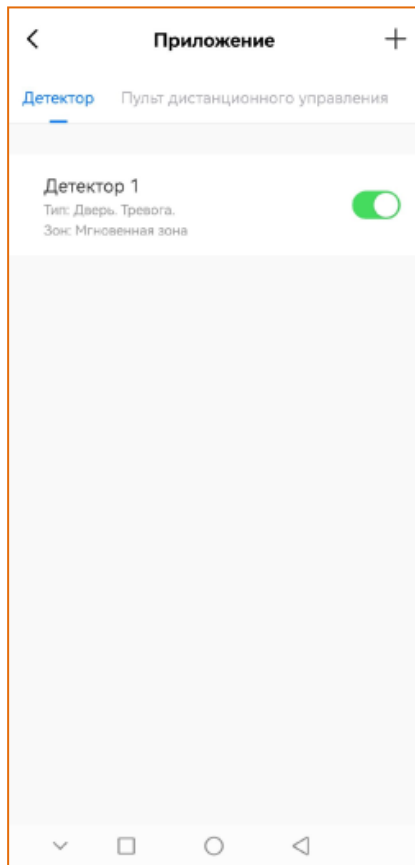 Приложение
Детектор Пульт дистанционного управления
Детектор 1
Тип: Дверь. Тревога.
Зон: Мгновенная зона